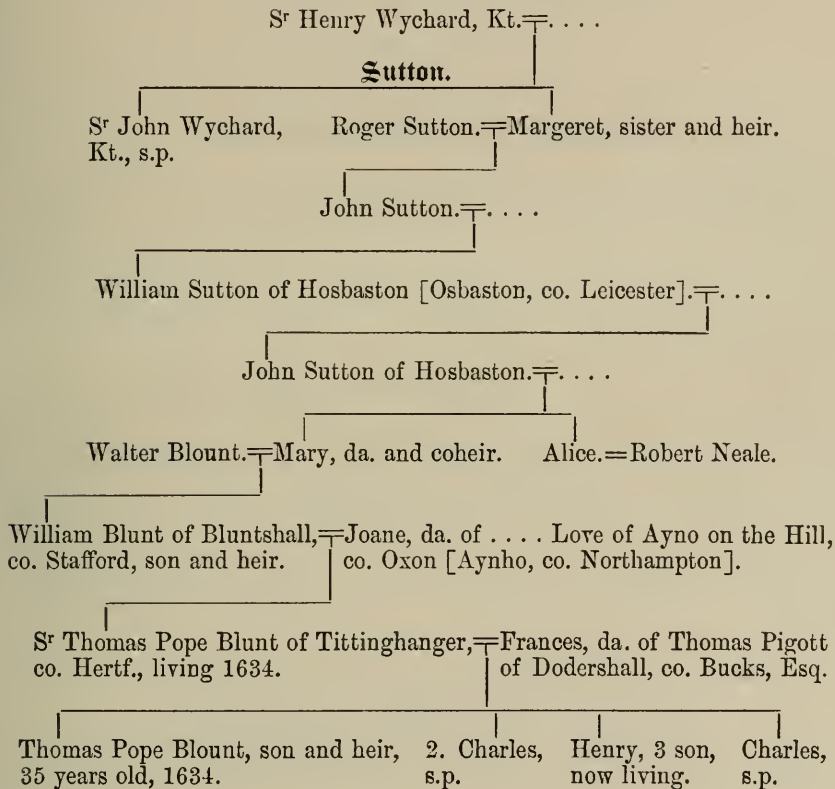 Sr Henry Wychard, Kt.=. . . .
Sutton.
Sr John Wychard, Kt., s.p.
Roger Sutton.=Margeret, sister and heir.
John Sutton.=. . . .
William Sutton of Hosbaston [Osbaston, co. Leicester].=. . . .
John Sutton of Hosbaston.=. . . .
Walter Blount.=Mary, da. and coheir. Alice.=Robert Neale.
William Blunt of Bluntshall,
co. Stafford, son and heir.
=Joane, da. of . . . . Love of Ayno on the Hill,
co. Oxon [Aynho, co. Northampton].
Sr Thomas Pope Blunt of Tittinghanger,
co. Hertf., living 1634.
=Frances, da. of Thomas Pigott
of Dodershall, co. Bucks, Esq.
Thomas Pope Blount, son and heir,
35 years old, 1634.
2. Charles,
s.p.
Henry, 3 son,
now living.
Charles,
s.p.